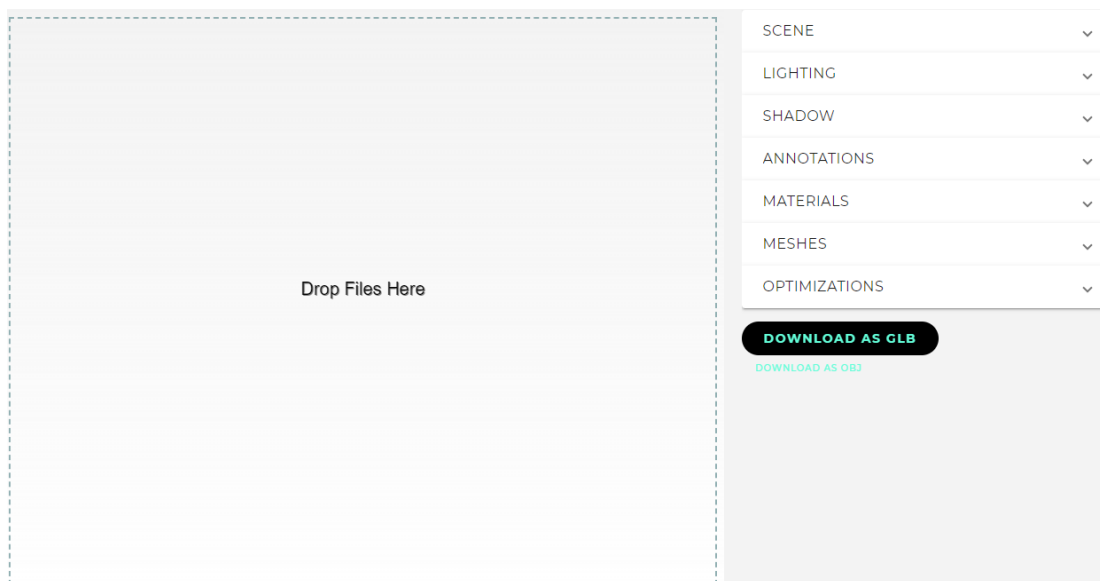 Drop Files Here
SCENE
LIGHTING
SHADOW
ANNOTATIONS
MATERIALS
MESHES
OPTIMIZATIONS
DOWNLOAD AS GLB
DOWNLOAD AS OBJ